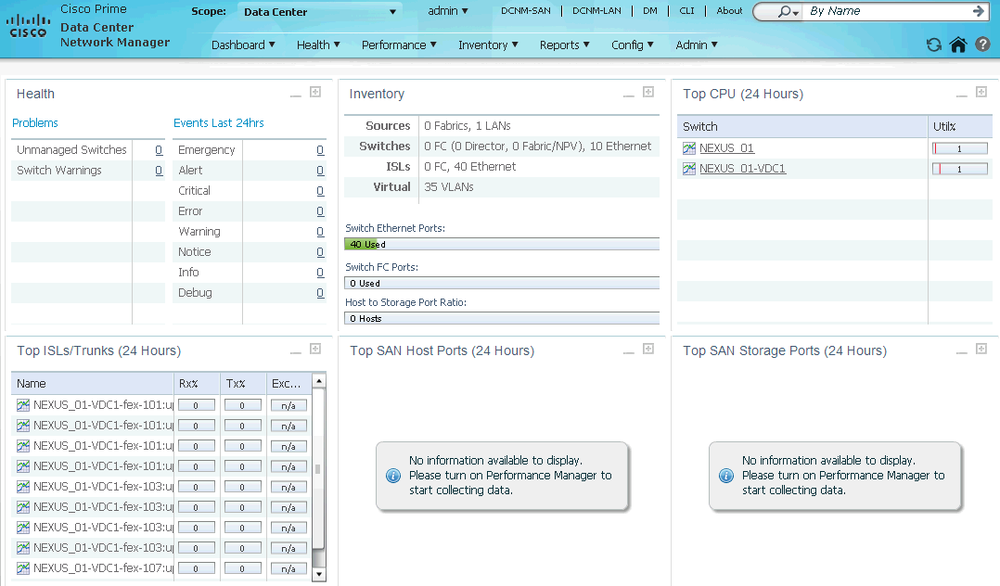 Cisco Prime
Data Center
Network Manager
cisco
Scope: Data Center ▼ admin ▼ DCNM-SAN | DCNM-LAN | DM | CLI | About By Name
Dashboard ▼ Health ▼ Performance ▼ Inventory ▼ Reports ▼ Config ▼ Admin ▼
Health
Problems
Unmanaged Switches 0
Switch Warnings 0
Events Last 24hrs
Emergency 0
Alert 0
Critical 0
Error 0
Warning 0
Notice 0
Info 0
Debug 0
Inventory
Sources 0 Fabrics, 1 LANs
Switches 0 FC (0 Director, 0 Fabric/NPV), 10 Ethernet
ISLs 0 FC, 40 Ethernet
Virtual 35 VLANs
Switch Ethernet Ports:
40 Used
Switch FC Ports:
0 Used
Host to Storage Port Ratio:
0 Hosts
Top CPU (24 Hours)
Switch Util%
NEXUS_01 1
NEXUS_01-VDC1 1
Top ISLs/Trunks (24 Hours)
Name Rx% Tx% Exc...
NEXUS_01-VDC1-fex-101:up 0 0 n/a
NEXUS_01-VDC1-fex-101:up 0 0 n/a
NEXUS_01-VDC1-fex-101:up 0 0 n/a
NEXUS_01-VDC1-fex-101:up 0 0 n/a
NEXUS_01-VDC1-fex-103:up 0 0 n/a
NEXUS_01-VDC1-fex-103:up 0 0 n/a
NEXUS_01-VDC1-fex-103:up 0 0 n/a
NEXUS_01-VDC1-fex-103:up 0 0 n/a
NEXUS_01-VDC1-fex-107:up 0 0 n/a
Top SAN Host Ports (24 Hours)
No information available to display.
Please turn on Performance Manager to
start collecting data.
Top SAN Storage Ports (24 Hours)
No information available to display.
Please turn on Performance Manager to
start collecting data.